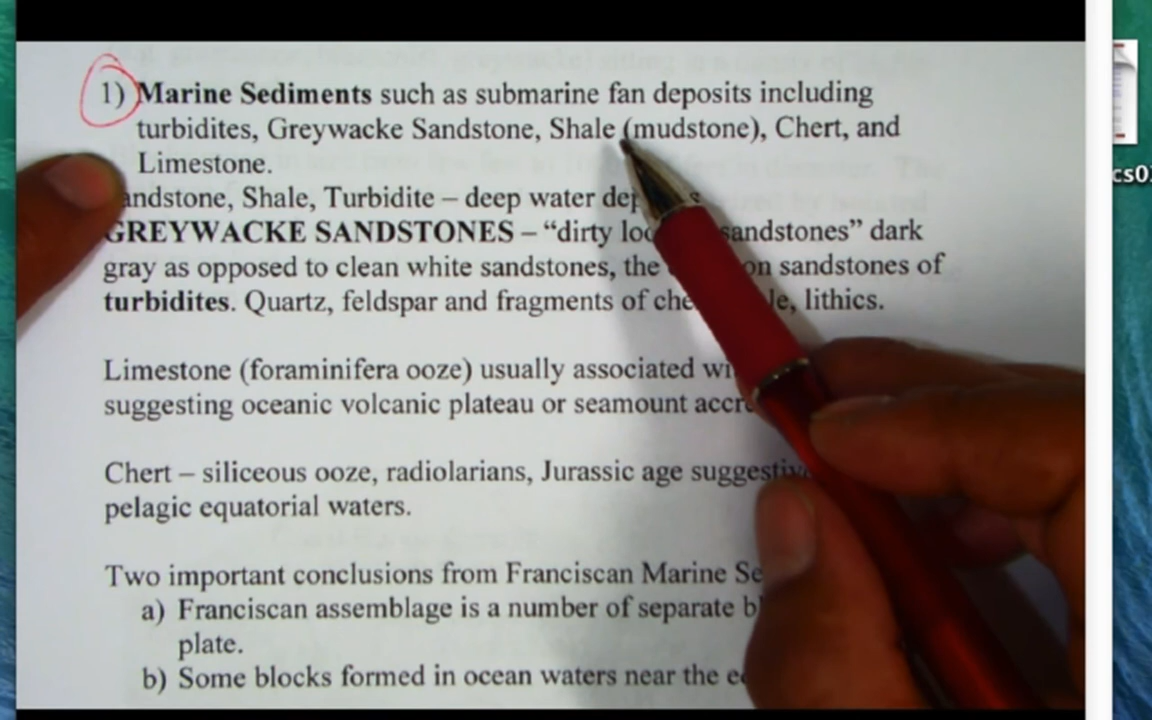 1) Marine Sediments such as submarine fan deposits including
turbidites, Greywacke Sandstone, Shale (mudstone), Chert, and
Limestone.
andstone, Shale, Turbidite – deep water dep s
GREYWACKE SANDSTONES – “dirty loo sandstones” dark
gray as opposed to clean white sandstones, the on sandstones of
turbidites. Quartz, feldspar and fragments of che le, lithics.
Limestone (foraminifera ooze) usually associated wi
suggesting oceanic volcanic plateau or seamount accre
Chert – siliceous ooze, radiolarians, Jurassic age suggestive
pelagic equatorial waters.
Two important conclusions from Franciscan Marine Se
a) Franciscan assemblage is a number of separate bl
plate.
b) Some blocks formed in ocean waters near the e
cs0